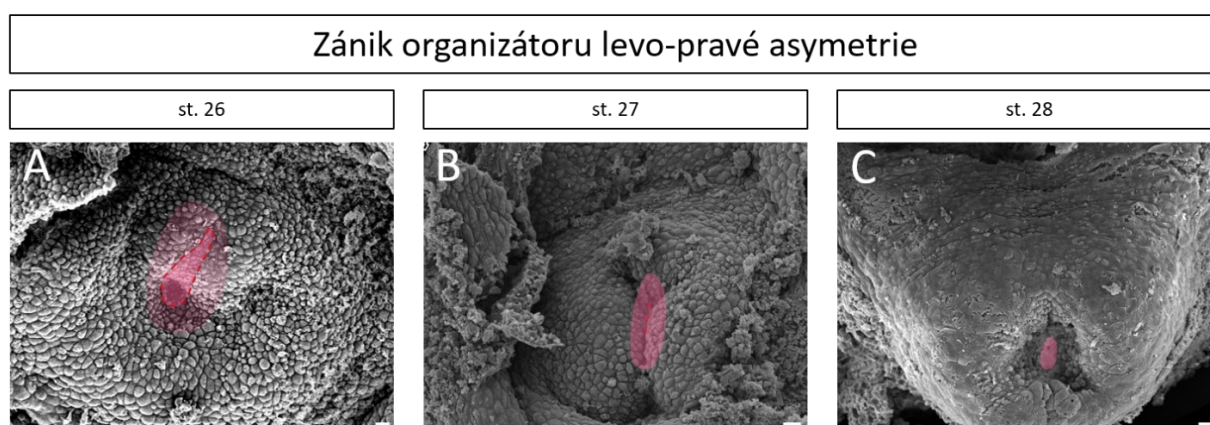 Zánik organizátoru levo-pravé asymetrie
st. 26
st. 27
st. 28
A
B
C